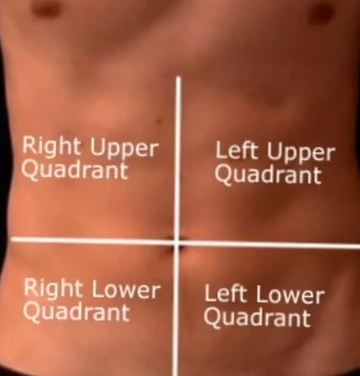 Right Upper
Quadrant
Left Upper
Quadrant
Right Lower
Quadrant
Left Lower
Quadrant